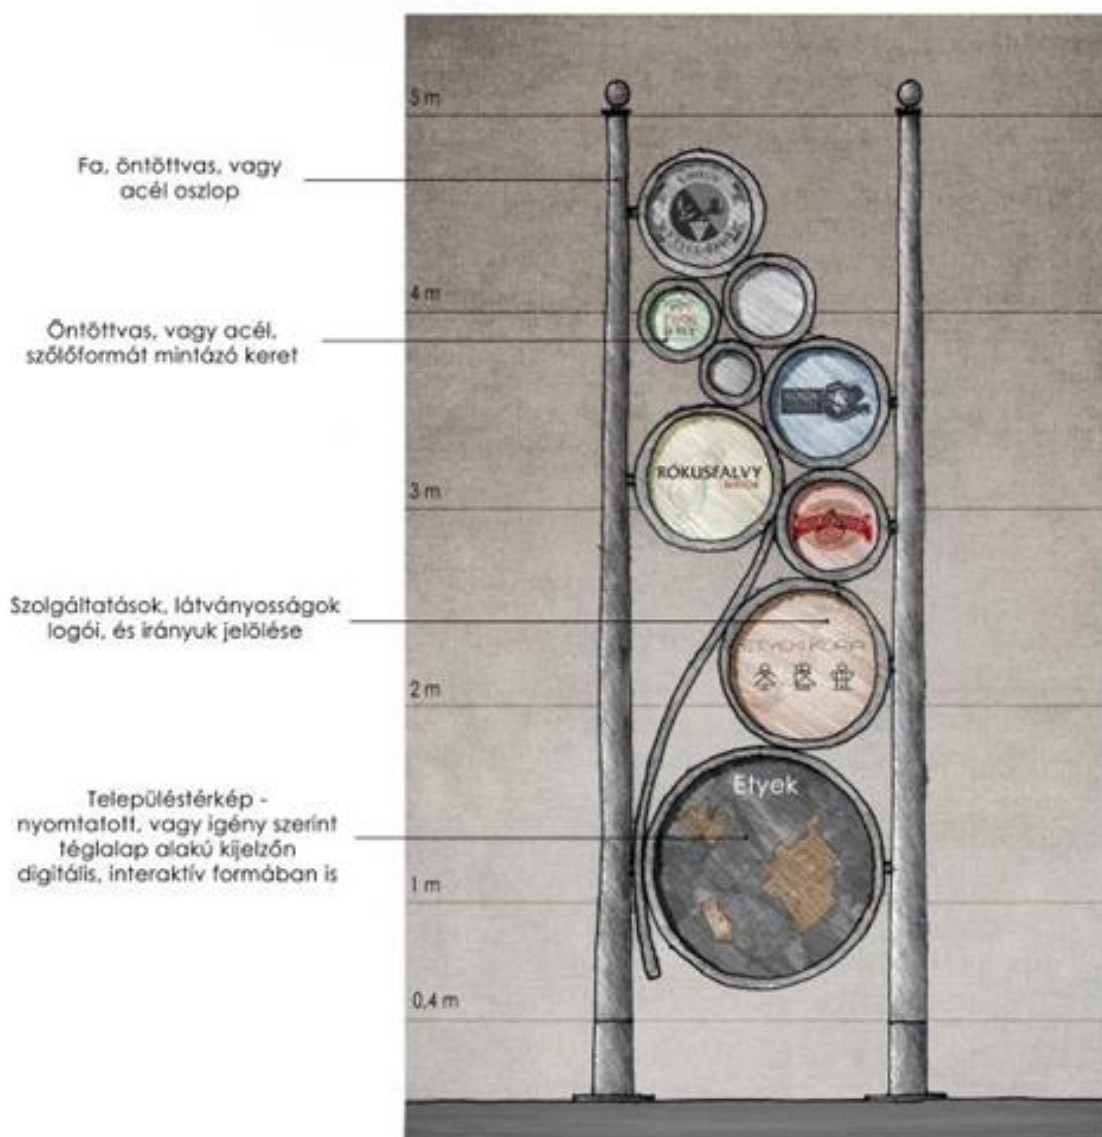 5 m
Fa, öntöttvas, vagy
acél oszlop
4 m
Öntöttvas, vagy acél,
szőlőformát mintázó keret
RÓKUSFALVY
3 m
Szolgáltatások, látványosságok
logói, és irányuk jelölése
2 m
Etyek
Településtérkép -
nyomtatott, vagy igény szerint
téglalap alakú kijelzőn
digitális, interaktív formában is
1 m
0,4 m